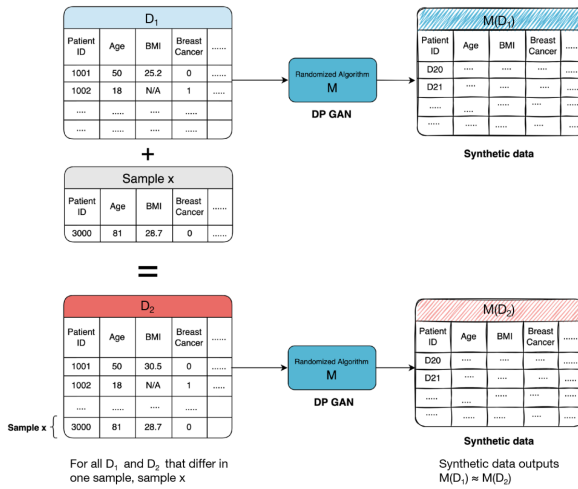 D1 M(D1)
Patient ID Age BMI Breast Cancer ...... Patient ID Age BMI Breast Cancer ......
1001 50 25.2 0 ...... Randomized Algorithm D20 .... .... .... ......
1002 18 N/A 1 ..... M D21 .... .... .... .....
.... ..... .... .... ..... .... .... .... .....
.... ..... ..... ..... DP GAN ..... .... .... ..... .....
+ Synthetic data
Sample x
Patient ID Age BMI Breast Cancer ......
3000 81 28.7 0 ......
=
D2 M(D2)
Patient ID Age BMI Breast Cancer ...... Patient ID Age BMI Breast Cancer ......
1001 50 30.5 0 ...... Randomized Algorithm D20 .... .... .... ......
1002 18 N/A 1 ..... M D21 .... .... .... .....
.... .... ..... ..... DP GAN .... .... .... .... .....
Sample x 3000 81 28.7 0 ..... .... .... ..... .....
Synthetic data
For all D1 and D2 that differ in
one sample, sample x
Synthetic data outputs
M(D1) ≈ M(D2)